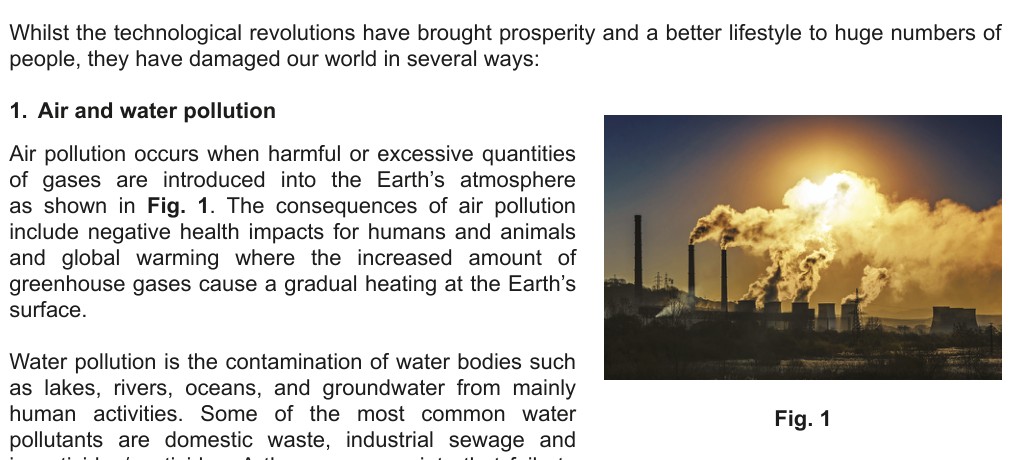 Whilst the technological revolutions have brought prosperity and a better lifestyle to huge numbers of
people, they have damaged our world in several ways:
1. Air and water pollution
Air pollution occurs when harmful or excessive quantities
of gases are introduced into the Earth's atmosphere
as shown in Fig. 1. The consequences of air pollution
include negative health impacts for humans and animals
and global warming where the increased amount of
greenhouse gases cause a gradual heating at the Earth's
surface.
Water pollution is the contamination of water bodies such
as lakes, rivers, oceans, and groundwater from mainly
human activities. Some of the most common water
pollutants are domestic waste, industrial sewage and
Fig. 1